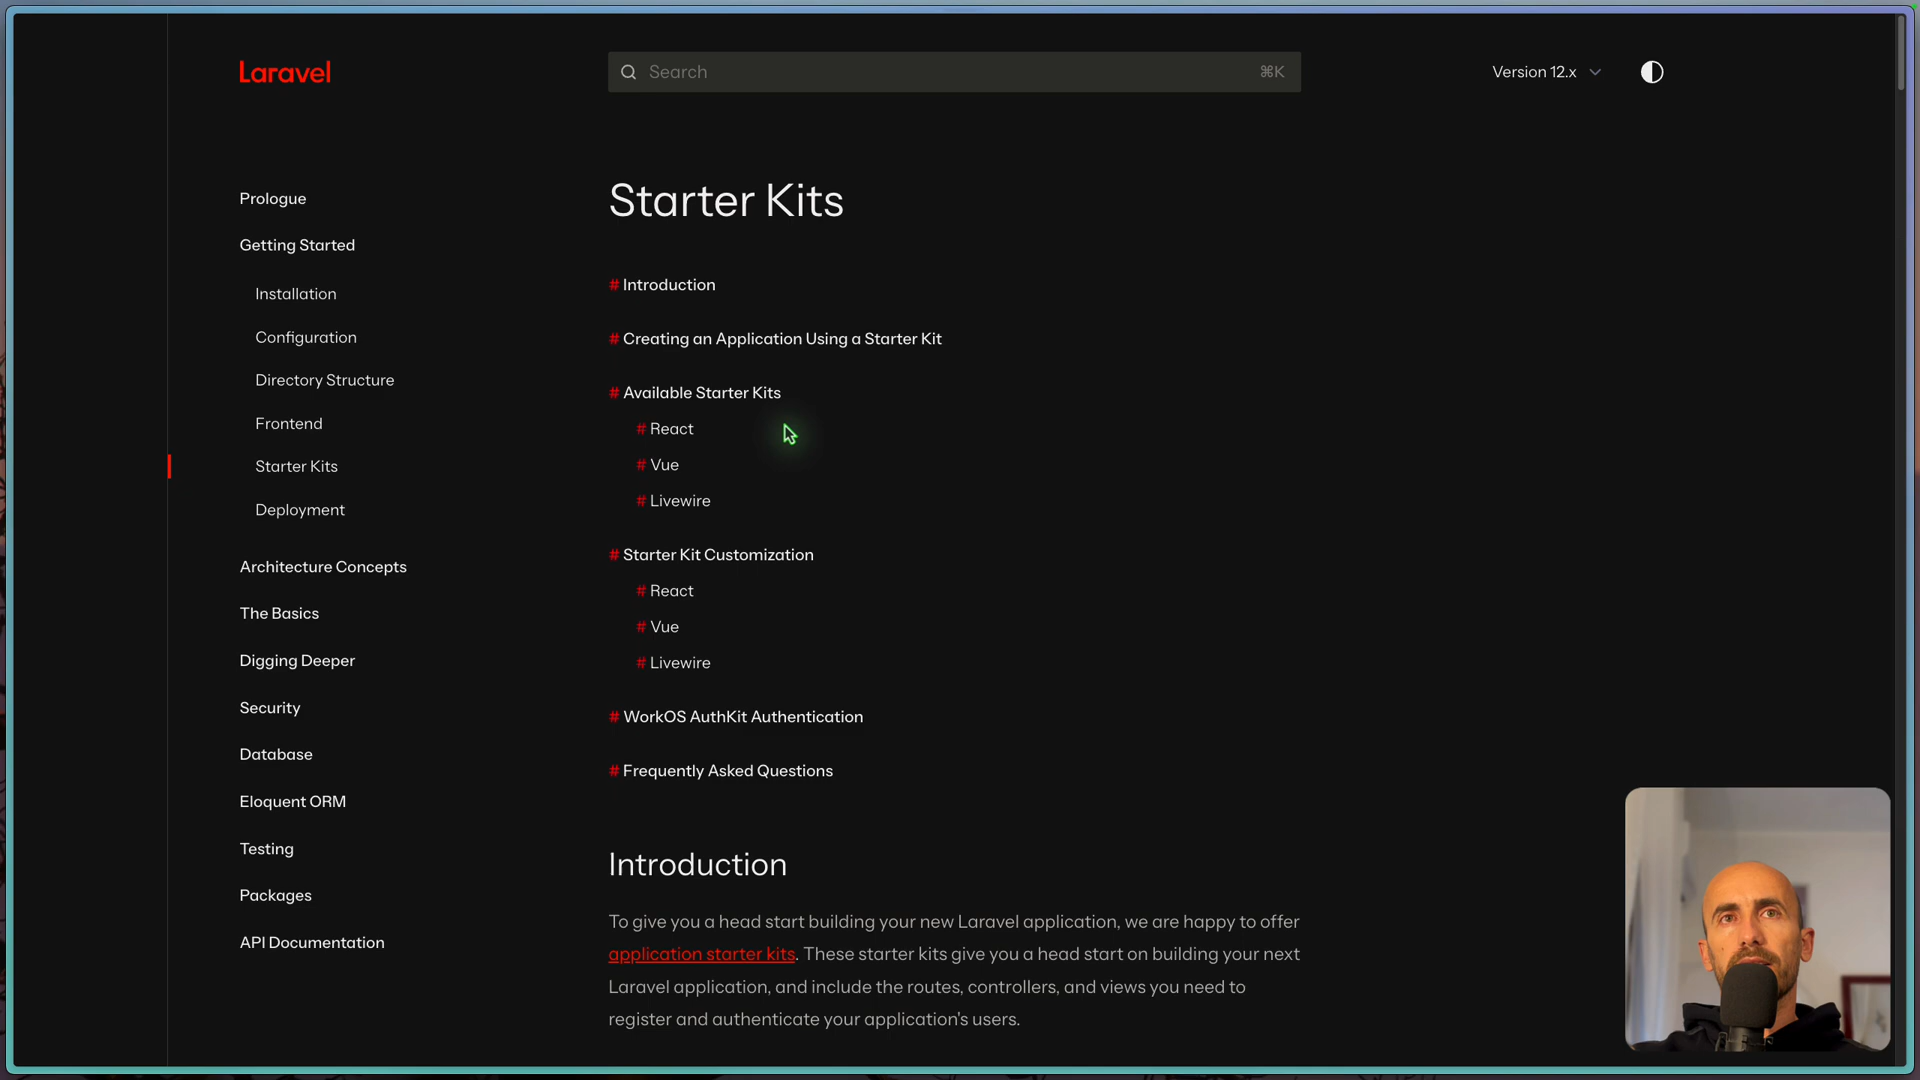 Laravel
Search
⌘K
Version 12.x
Prologue
Getting Started
Installation
Configuration
Directory Structure
Frontend
Starter Kits
Deployment
Architecture Concepts
The Basics
Digging Deeper
Security
Database
Eloquent ORM
Testing
Packages
API Documentation
Starter Kits
# Introduction
# Creating an Application Using a Starter Kit
# Available Starter Kits
# React
# Vue
# Livewire
# Starter Kit Customization
# React
# Vue
# Livewire
# WorkOS AuthKit Authentication
# Frequently Asked Questions
Introduction
To give you a head start building your new Laravel application, we are happy to offer
application starter kits. These starter kits give you a head start on building your next
Laravel application, and include the routes, controllers, and views you need to
register and authenticate your application's users.